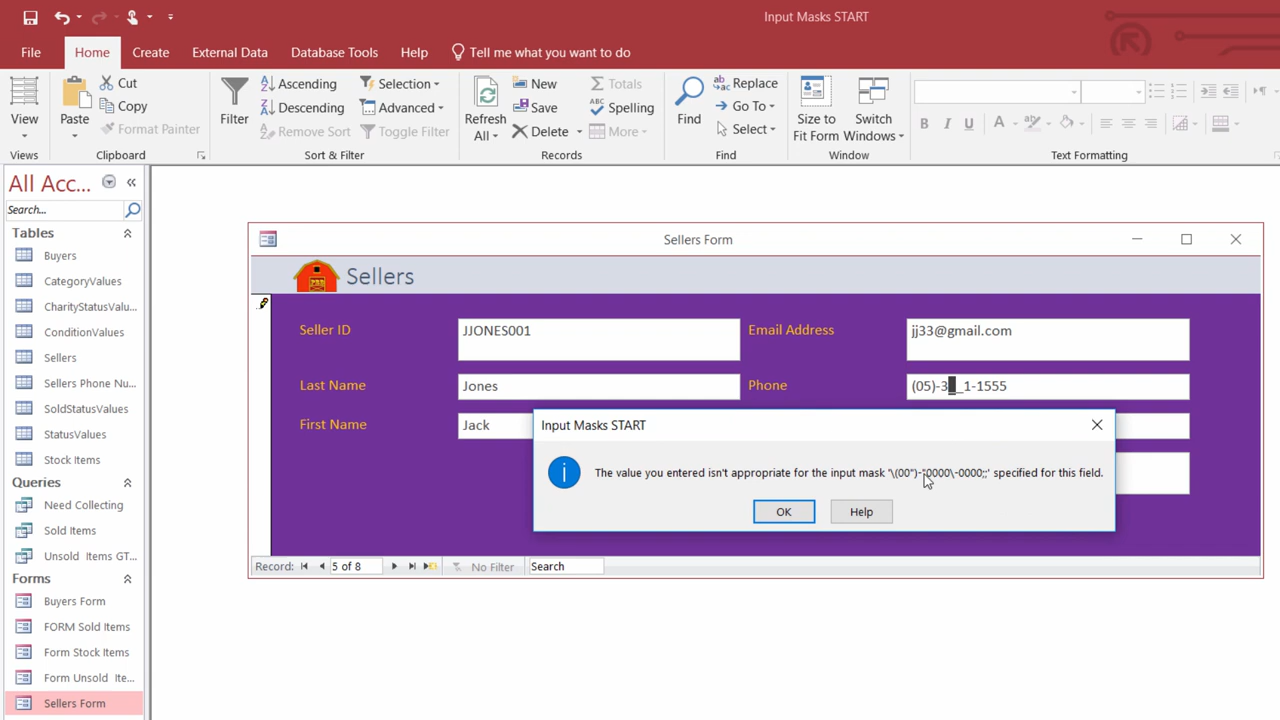 Input Masks START
File Home Create External Data Database Tools Help Tell me what you want to do
View
Views
Paste
Cut
Copy
Format Painter
Clipboard
Filter
Ascending
Descending
Remove Sort
Selection
Advanced
Toggle Filter
Sort & Filter
Refresh
All
New
Save
Delete
Totals
Spelling
More
Records
Find
Replace
Go To
Select
Find
Size to
Fit Form
Switch
Windows
Window
B I U A
Text Formatting
All Acc...
Search...
Tables
Buyers
CategoryValues
CharityStatusValu...
ConditionValues
Sellers
Sellers Phone Nu...
SoldStatusValues
StatusValues
Stock Items
Queries
Need Collecting
Sold Items
Unsold Items GT...
Forms
Buyers Form
FORM Sold Items
Form Stock Items
Form Unsold Ite...
Sellers Form
Sellers Form
Sellers
Seller ID JJONES001 Email Address jj33@gmail.com
Last Name Jones Phone (05)-3__1-1555
First Name Jack
Input Masks START
The value you entered isn't appropriate for the input mask '\(00")-"0000\-0000;;' specified for this field.
OK Help
Record: 5 of 8 No Filter Search